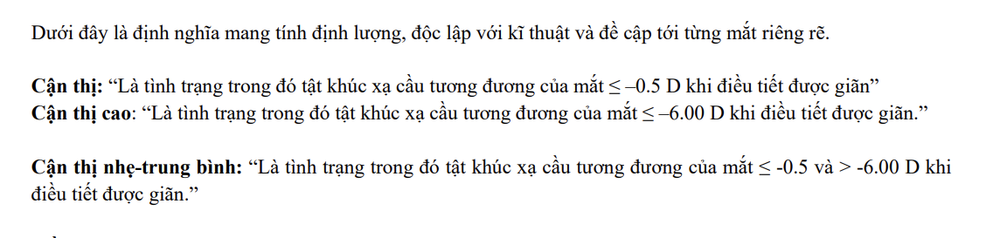 Dưới đây là định nghĩa mang tính định lượng, độc lập với kĩ thuật và đề cập tới từng mắt riêng rẽ.
Cận thị: “Là tình trạng trong đó tật khúc xạ cầu tương đương của mắt ≤ –0.5 D khi điều tiết được giãn”
Cận thị cao: “Là tình trạng trong đó tật khúc xạ cầu tương đương của mắt ≤ –6.00 D khi điều tiết được giãn.”
Cận thị nhẹ-trung bình: “Là tình trạng trong đó tật khúc xạ cầu tương đương của mắt ≤ -0.5 và > -6.00 D khi
điều tiết được giãn.”